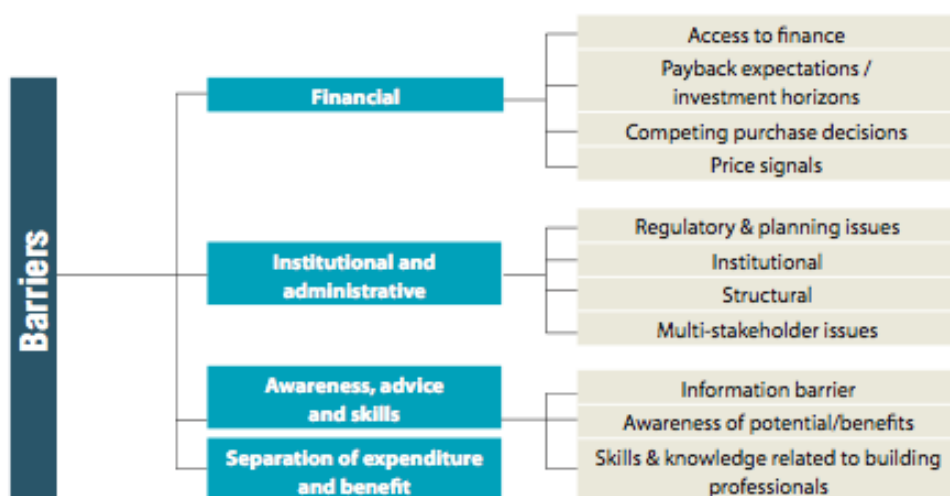 Barriers
Financial
Access to finance
Payback expectations /
investment horizons
Competing purchase decisions
Price signals
Institutional and
administrative
Regulatory & planning issues
Institutional
Structural
Multi-stakeholder issues
Awareness, advice
and skills
Information barrier
Awareness of potential/benefits
Skills & knowledge related to building
professionals
Separation of expenditure
and benefit